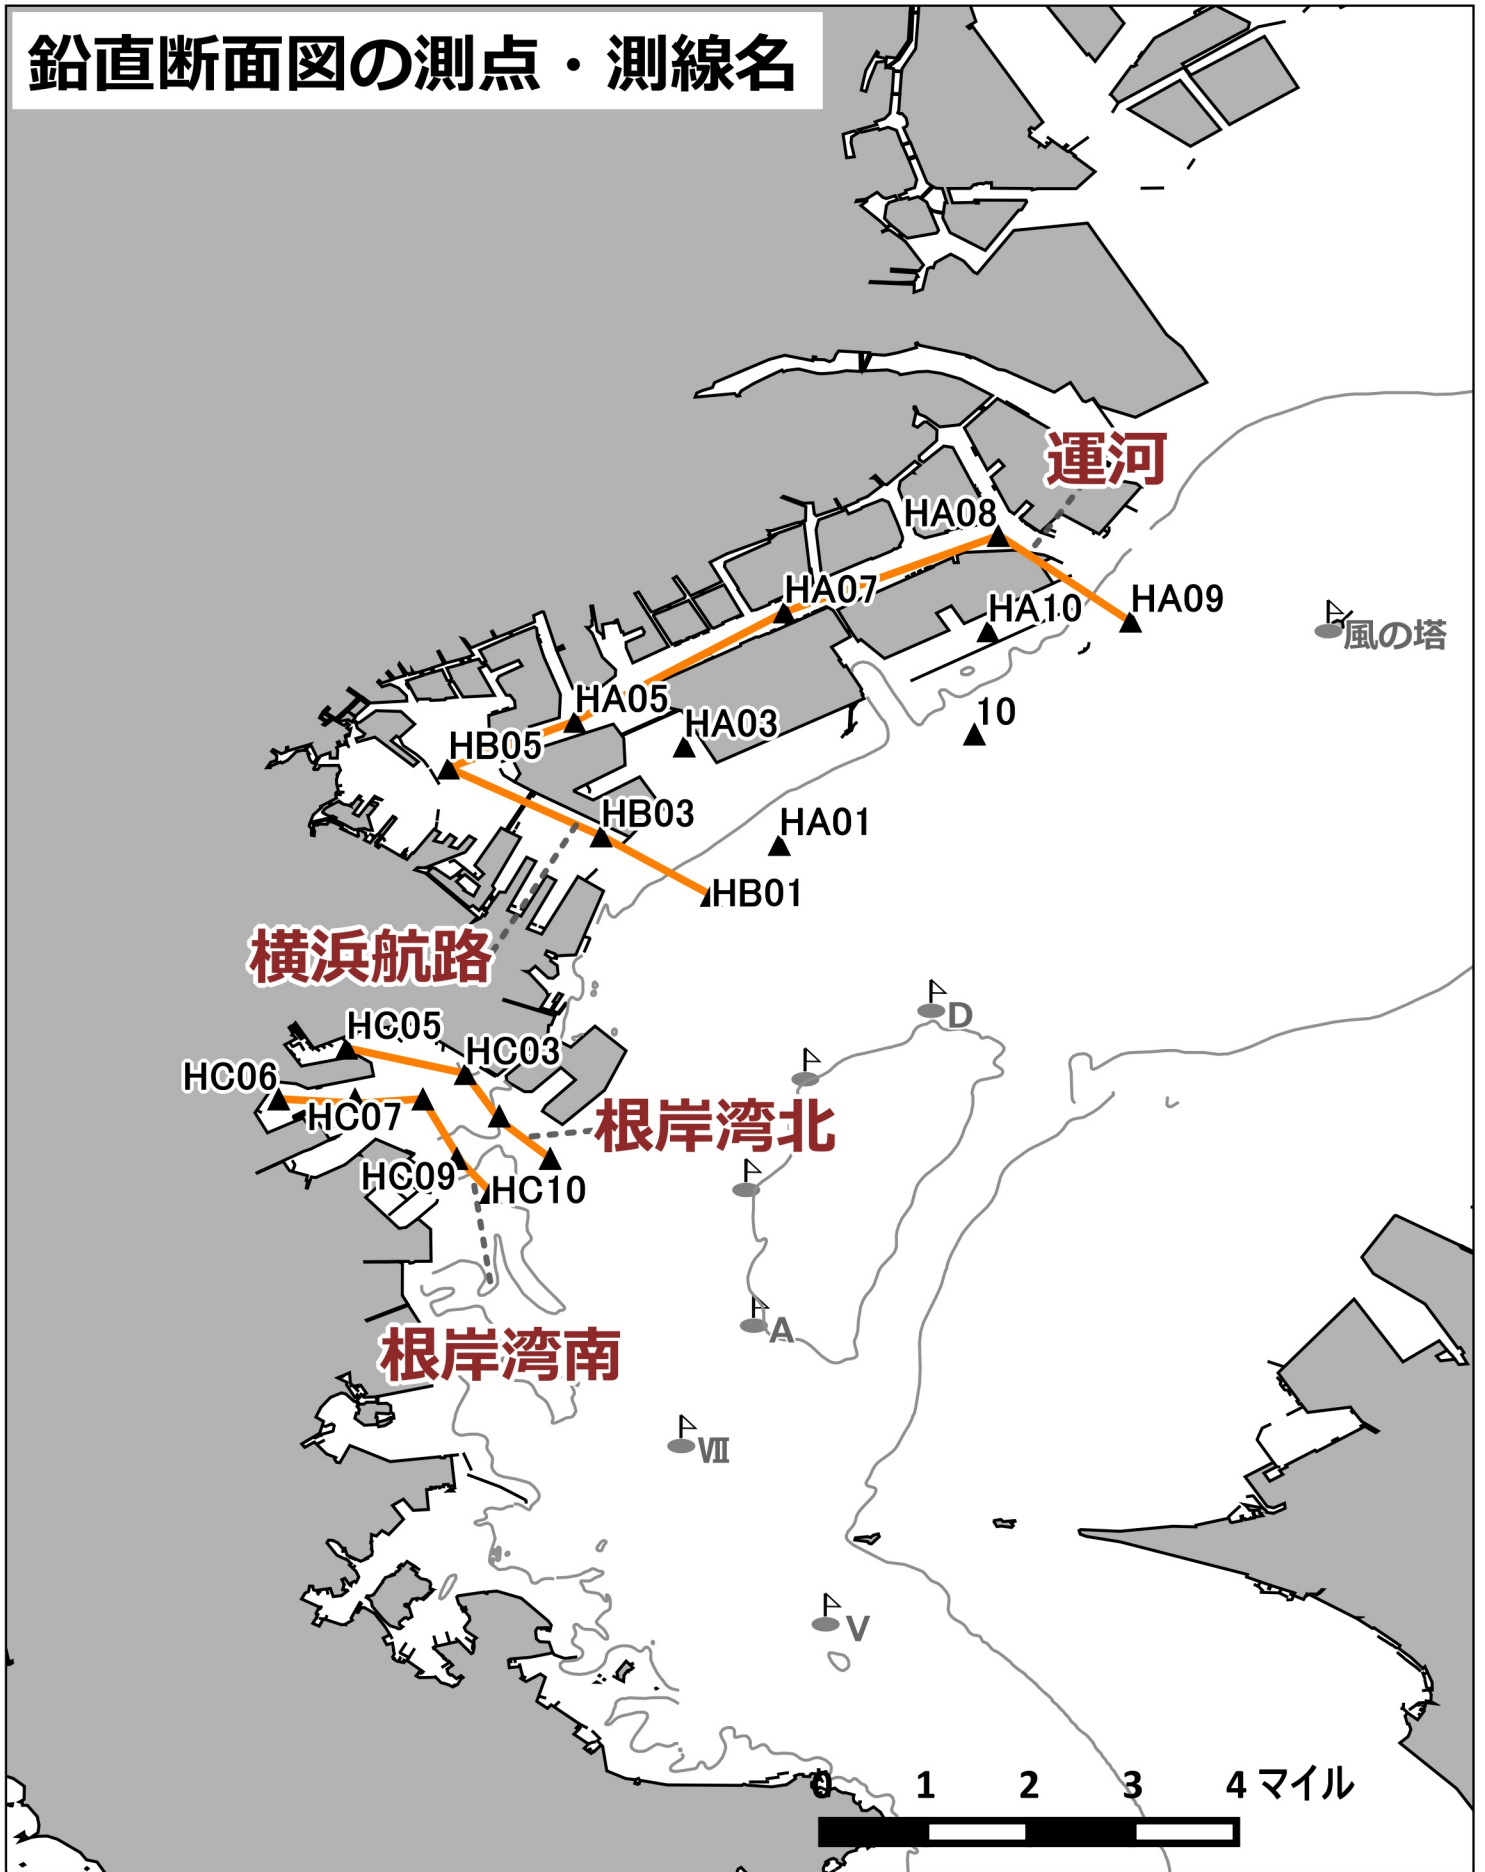 鉛直断面図の測点・測線名
運河
HA08
HA07
HA10
HA09
風の塔
HA05
HA03
10
HB05
HB03
HA01
HB01
横浜航路
D
HC05
HC03
HC06
HC07
根岸湾北
HC09
HC10
A
根岸湾南
Ⅶ
V
0 1 2 3 4 マイル